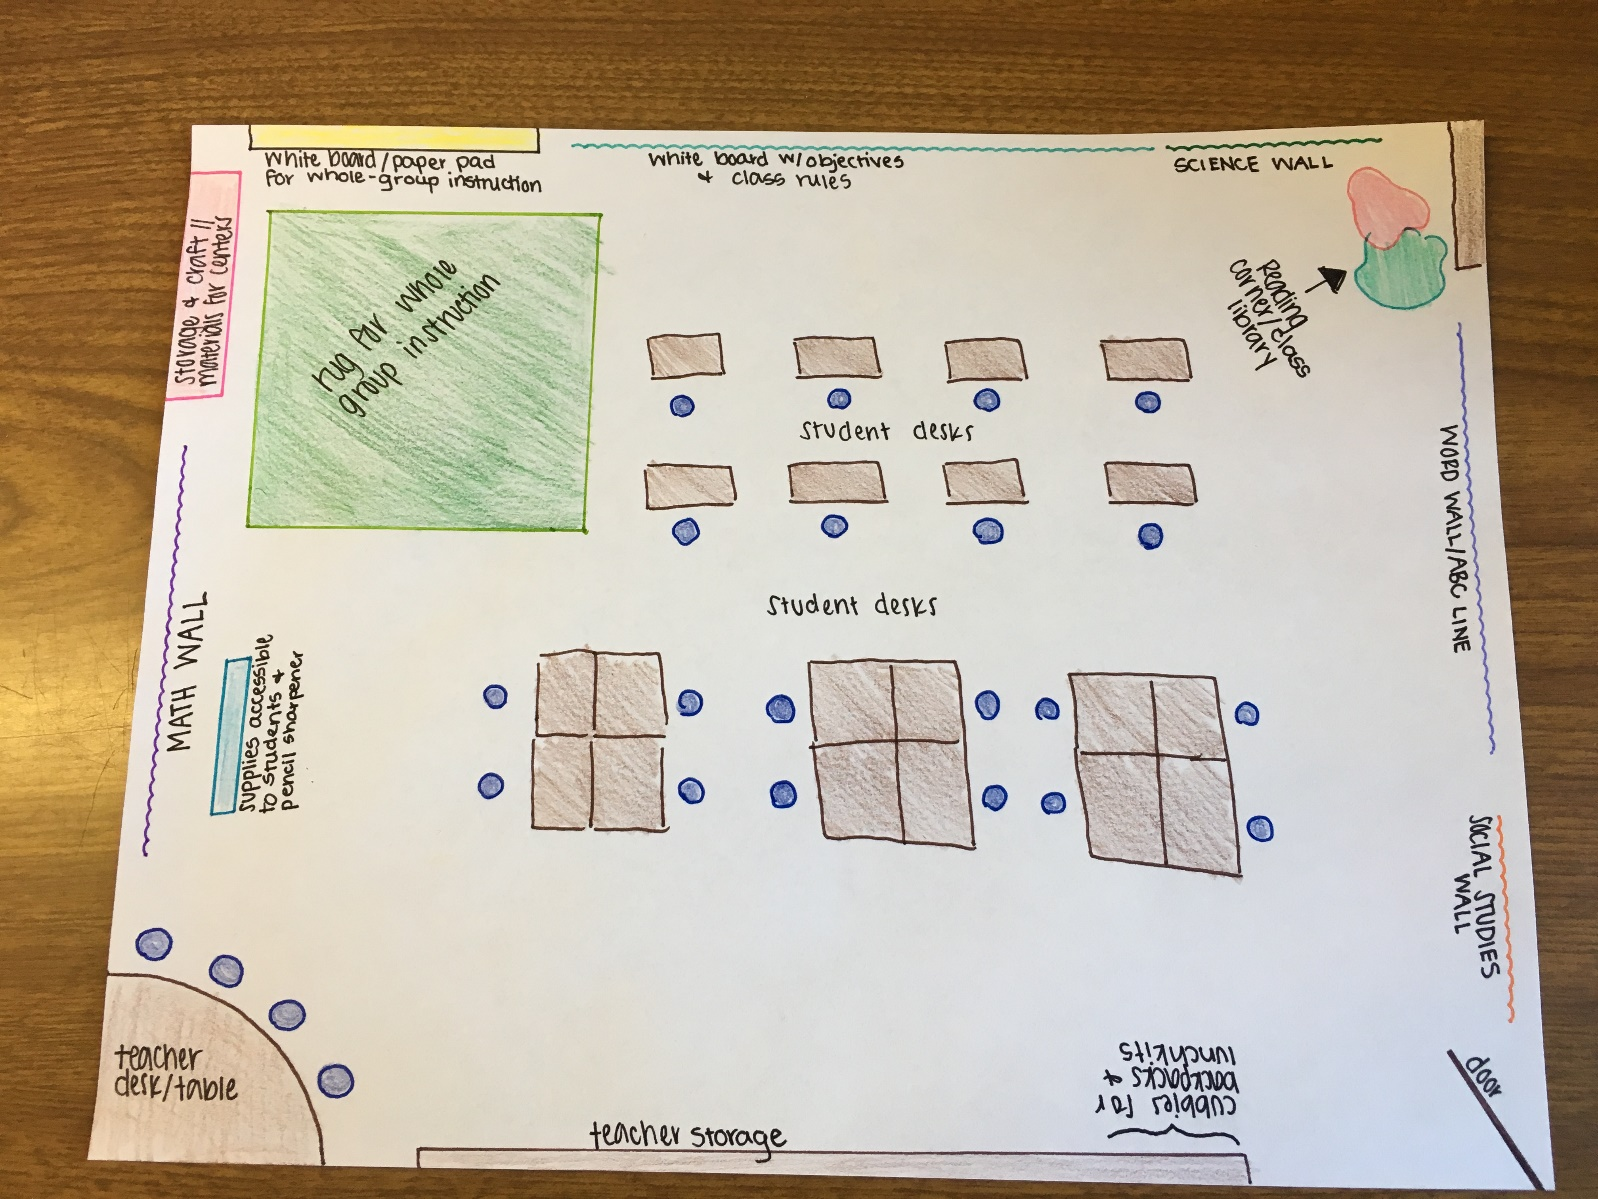 White board/paper pad
for whole-group instruction
White board w/objectives
& class rules
SCIENCE WALL
storage & craft //
materials for centers
rug for whole
group instruction
Reading
corner/class
library
student desks
WORD WALL/ABC LINE
student desks
MATH WALL
supplies accessible
to students &
pencil sharpener
SOCIAL STUDIES
WALL
teacher
desk/table
cubbies for
backpacks &
lunchkits
door
teacher storage